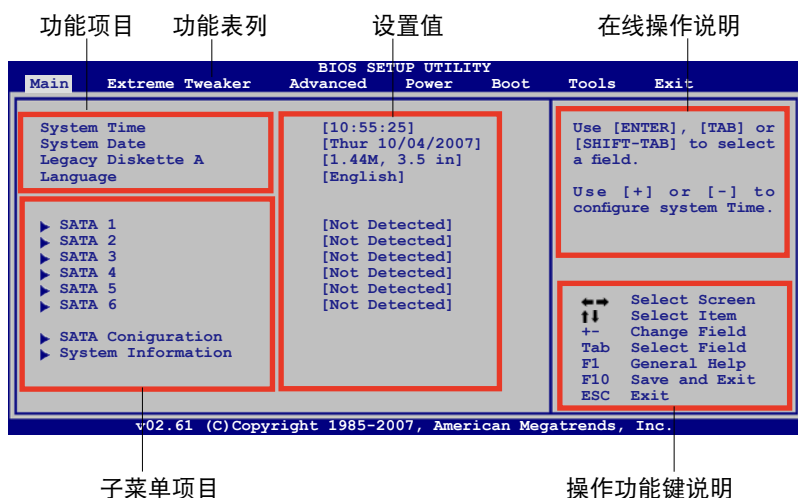 功能项目 功能表列 设置值 在线操作说明
BIOS SETUP UTILITY
Main Extreme Tweaker Advanced Power Boot Tools Exit
System Time [10:55:25]
System Date [Thur 10/04/2007]
Legacy Diskette A [1.44M, 3.5 in]
Language [English]
SATA 1 [Not Detected]
SATA 2 [Not Detected]
SATA 3 [Not Detected]
SATA 4 [Not Detected]
SATA 5 [Not Detected]
SATA 6 [Not Detected]
SATA Coniguration
System Information
Use [ENTER], [TAB] or
[SHIFT-TAB] to select
a field.
Use [+] or [-] to
configure system Time.
←→ Select Screen
↑↓ Select Item
+- Change Field
Tab Select Field
F1 General Help
F10 Save and Exit
ESC Exit
v02.61 (C)Copyright 1985-2007, American Megatrends, Inc.
子菜单项目 操作功能键说明